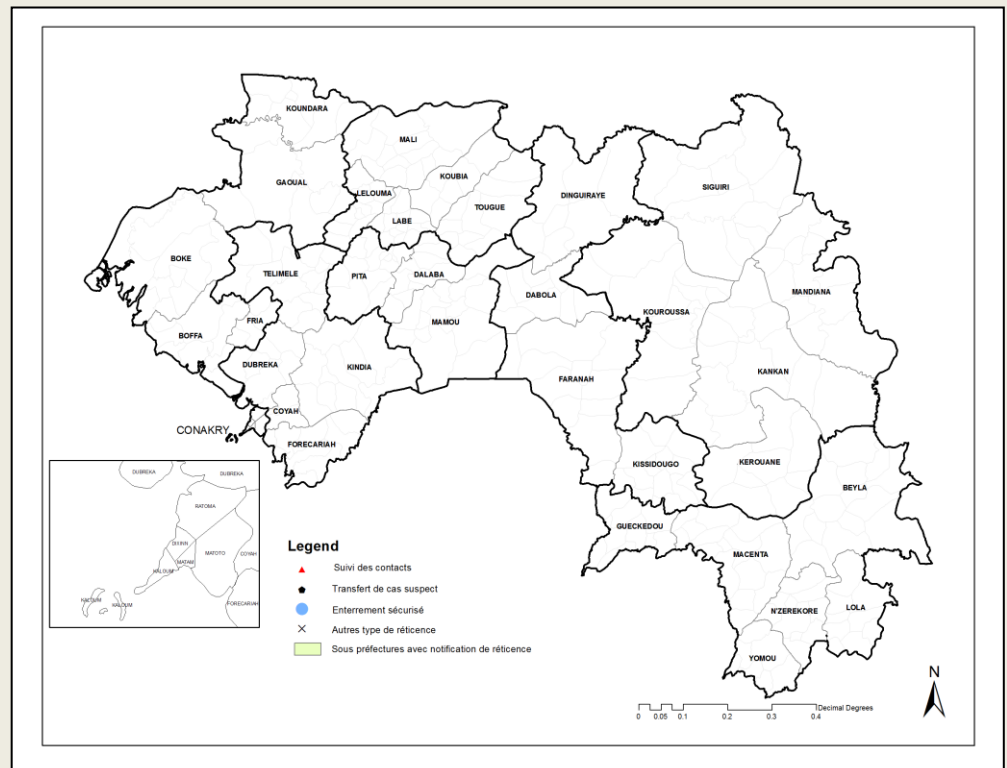 KOUNDARA
MALI
GAOUAL
KOUBIA
LELOUMA
TOUGUE
LABE
DINGUIRAYE
SIGUIRI
BOKE
TELIMELE
PITA
DALABA
DABOLA
MANDIANA
KOUROUSSA
FRIA
MAMOU
BOFFA
DUBREKA
KINDIA
KANKAN
FARANAH
COYAH
CONAKRY
FORECARIAH
KISSIDOUGO
KEROUANE
BEYLA
GUECKEDOU
MACENTA
N'ZEREKORE
LOLA
YOMOU
DUBREKA
DUBREKA
RATOMA
DIXINN
MATOTO
COYAH
MATAM
KALOUM
KALOUM
KALOUM
FORECARIAH
Legend
Suivi des contacts
Transfert de cas suspect
Enterrement sécurisé
Autres type de réticence
Sous préfectures avec notification de réticence
N
Decimal Degrees
0 0.05 0.1 0.2 0.3 0.4